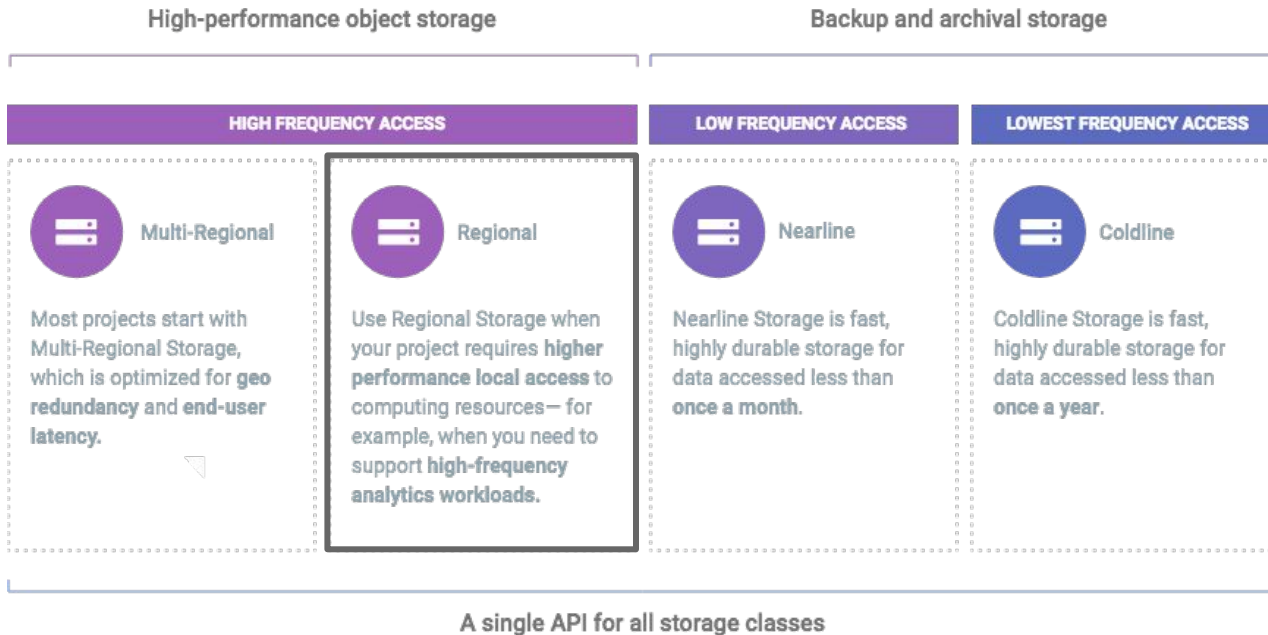 High-performance object storage
Backup and archival storage
HIGH FREQUENCY ACCESS
LOW FREQUENCY ACCESS
LOWEST FREQUENCY ACCESS
Multi-Regional
Most projects start with
Multi-Regional Storage,
which is optimized for geo
redundancy and end-user
latency.
Regional
Use Regional Storage when
your project requires higher
performance local access to
computing resources— for
example, when you need to
support high-frequency
analytics workloads.
Nearline
Nearline Storage is fast,
highly durable storage for
data accessed less than
once a month.
Coldline
Coldline Storage is fast,
highly durable storage for
data accessed less than
once a year.
A single API for all storage classes